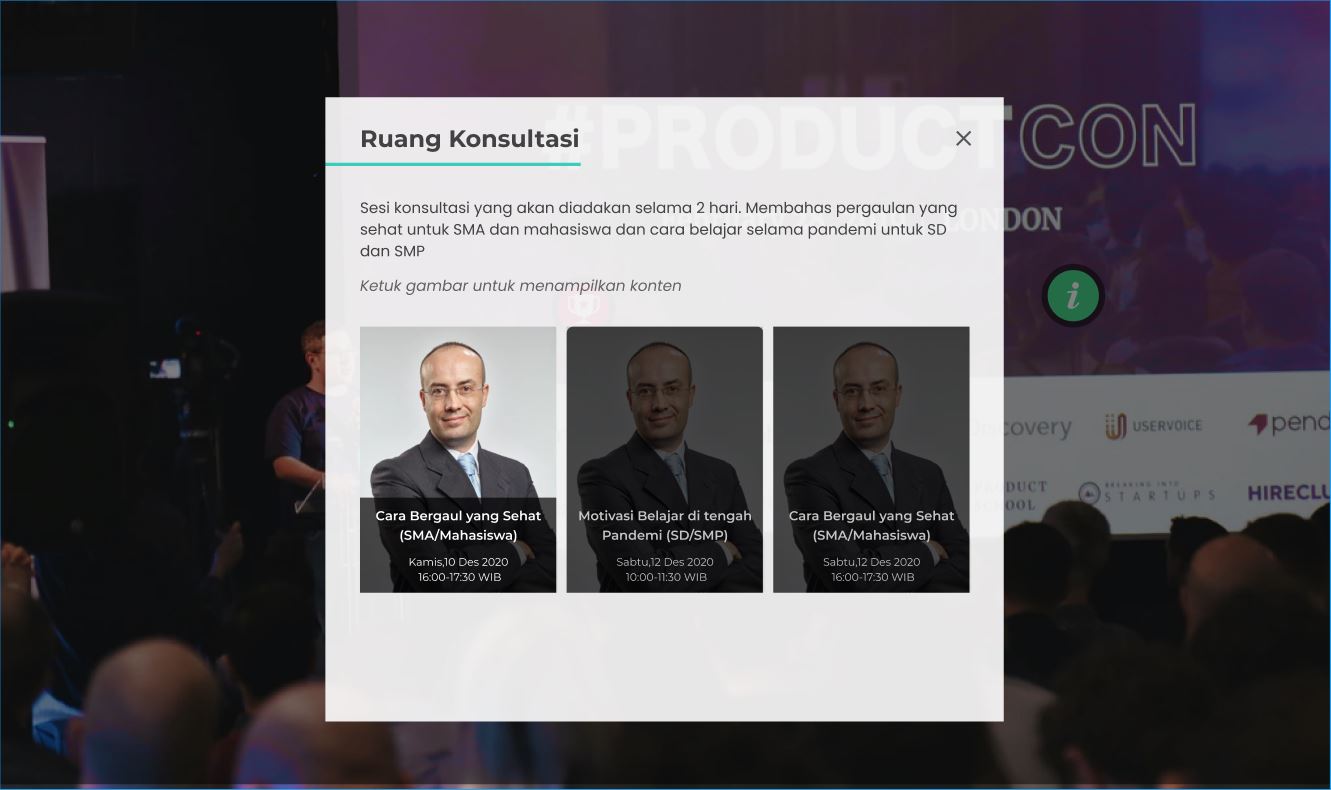 Ruang Konsultasi
#PRODUCTCON
LONDON
Sesi konsultasi yang akan diadakan selama 2 hari. Membahas pergaulan yang
sehat untuk SMA dan mahasiswa dan cara belajar selama pandemi untuk SD
dan SMP
Ketuk gambar untuk menampilkan konten
i
Cara Bergaul yang Sehat
(SMA/Mahasiswa)
Kamis,10 Des 2020
16:00-17:30 WIB
Motivasi Belajar di tengah
Pandemi (SD/SMP)
Sabtu,12 Des 2020
10:00-11:30 WIB
Cara Bergaul yang Sehat
(SMA/Mahasiswa)
Sabtu,12 Des 2020
16:00-17:30 WIB
USERVOICE
pend
BREAKING INTO
STARTUPS
HIRECLU